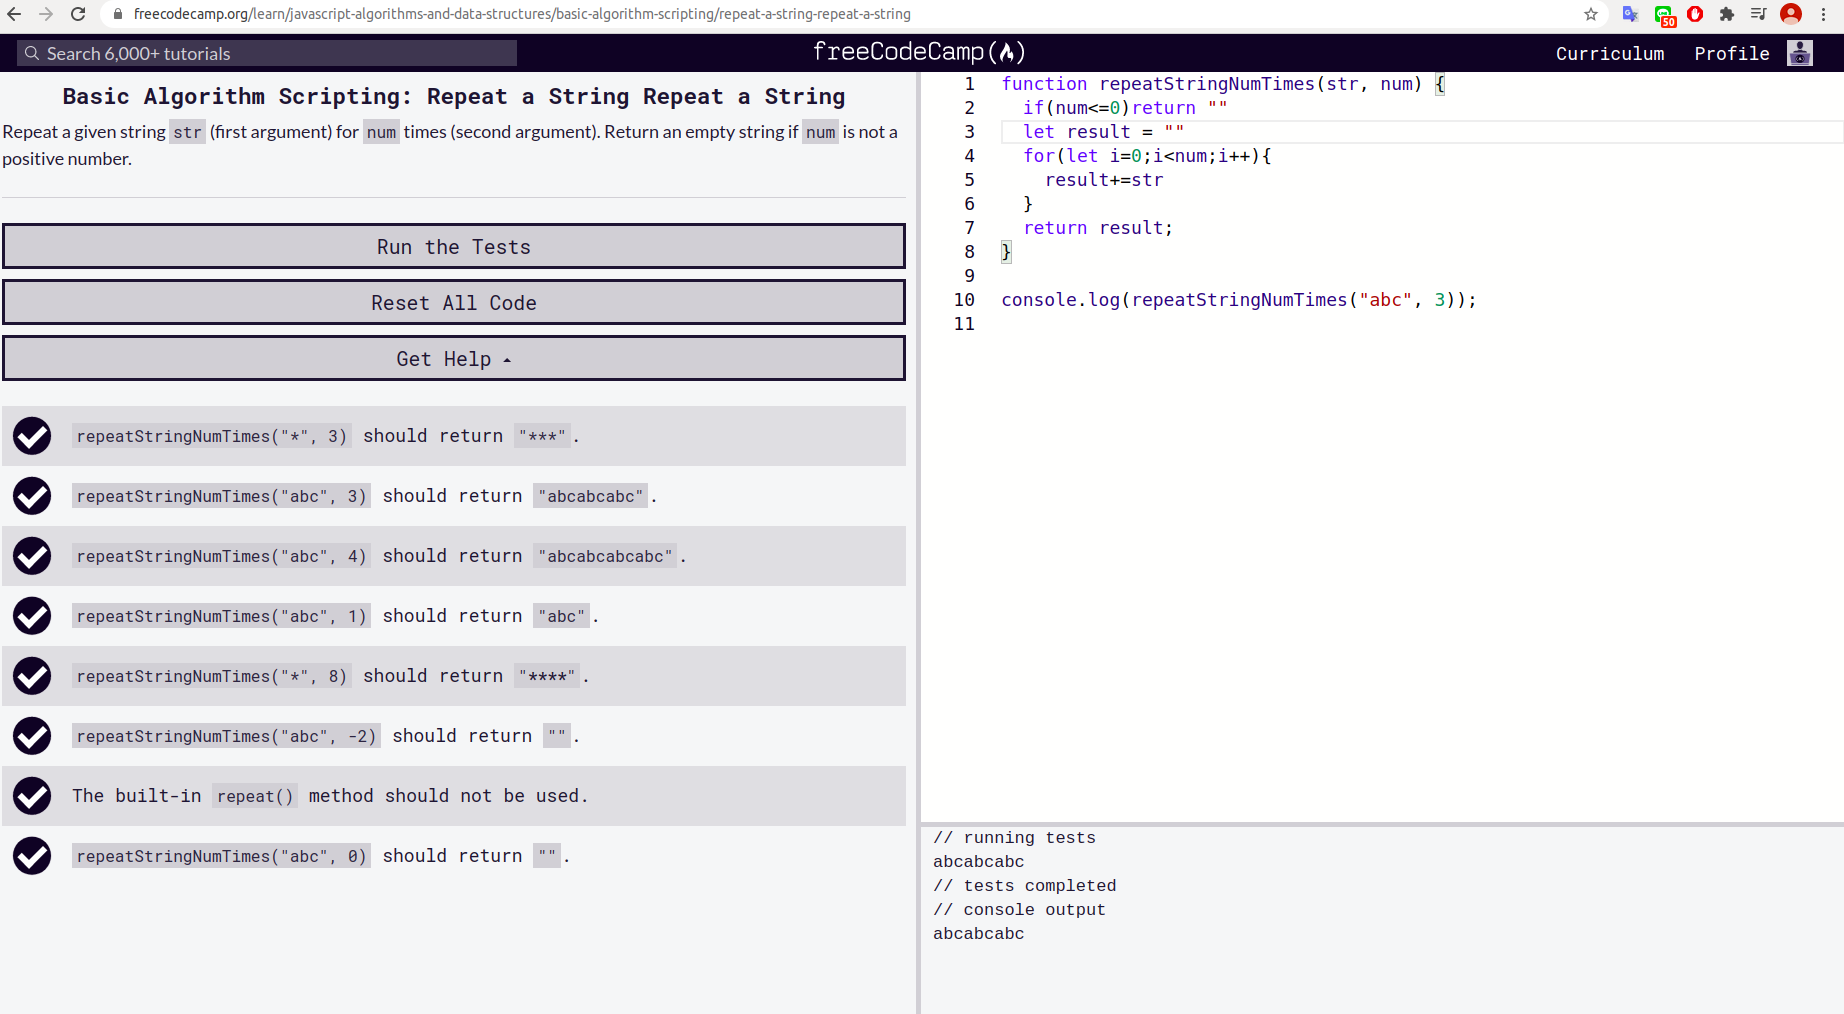 freecodecamp.org/learn/javascript-algorithms-and-data-structures/basic-algorithm-scripting/repeat-a-string-repeat-a-string
50
Search 6,000+ tutorials
freeCodeCamp
Curriculum
Profile
Basic Algorithm Scripting: Repeat a String Repeat a String
Repeat a given string str (first argument) for num times (second argument). Return an empty string if num is not a
positive number.
Run the Tests
Reset All Code
Get Help
repeatStringNumTimes("*", 3) should return "***".
repeatStringNumTimes("abc", 3) should return "abcabcabc".
repeatStringNumTimes("abc", 4) should return "abcabcabcabc".
repeatStringNumTimes("abc", 1) should return "abc".
repeatStringNumTimes("*", 8) should return "****".
repeatStringNumTimes("abc", -2) should return "".
The built-in repeat() method should not be used.
repeatStringNumTimes("abc", 0) should return "".
1 function repeatStringNumTimes(str, num) {
2 if(num<=0)return ""
3 let result = ""
4 for(let i=0;i<num;i++){
5 result+=str
6 }
7 return result;
8 }
9
10 console.log(repeatStringNumTimes("abc", 3));
11
// running tests
abcabcabc
// tests completed
// console output
abcabcabc